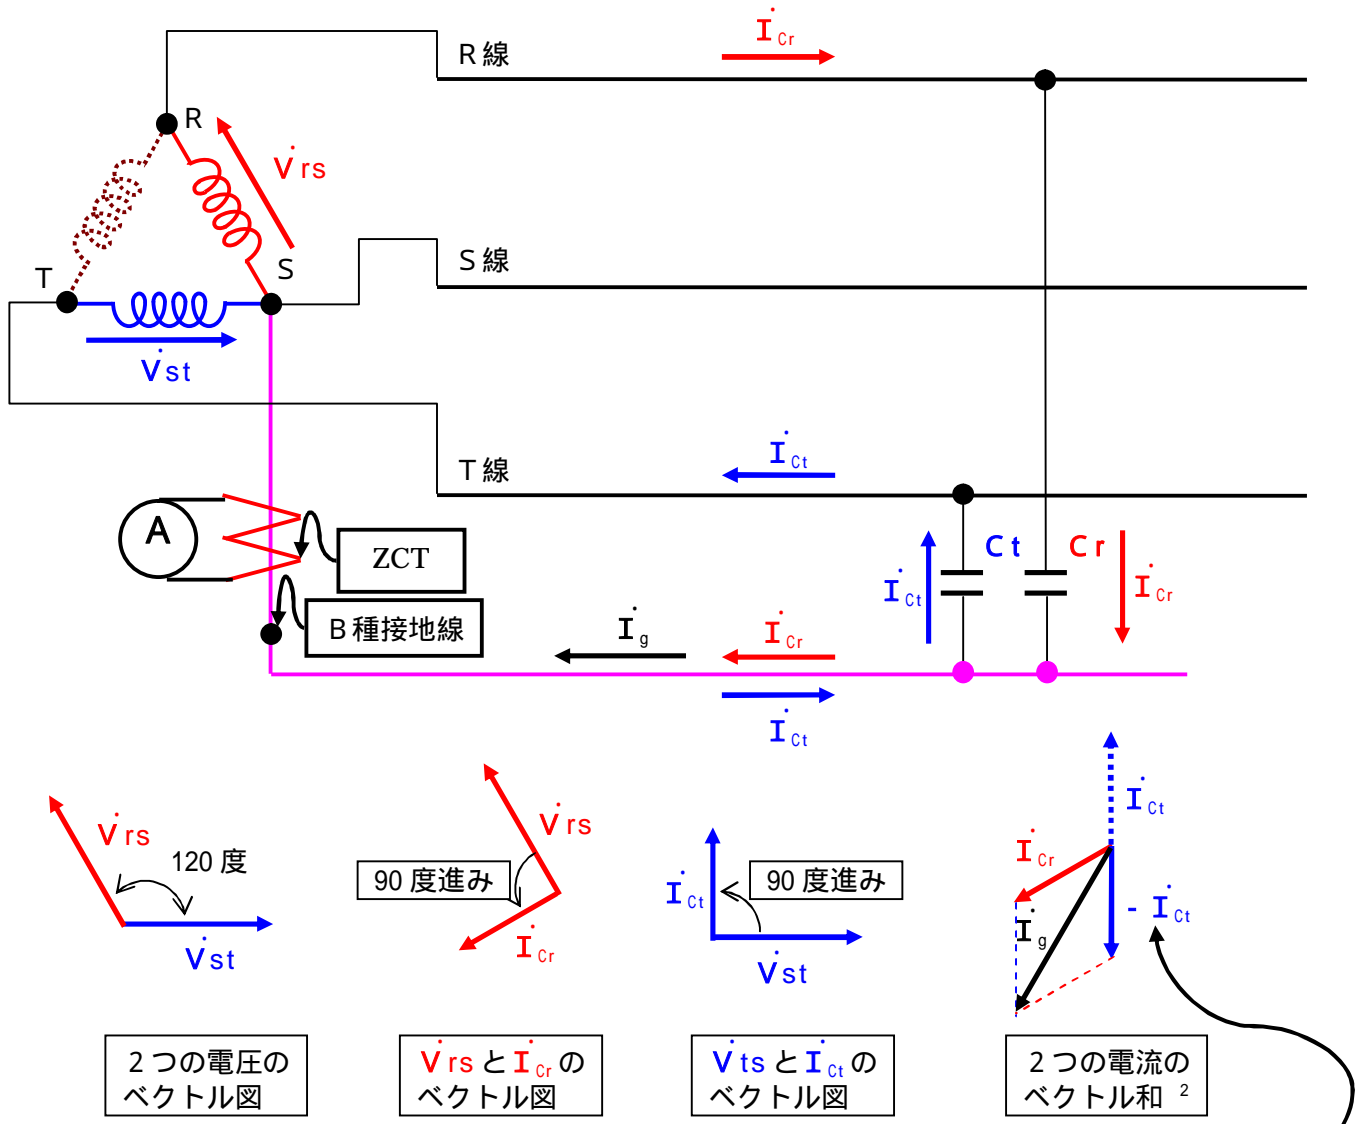 İCr
R線
R
V̇rs
S線
S
T
V̇st
İCt
T線
A
ZCT
Ct
Cr
İCt
İCr
B種接地線
İg
İCr
İCt
V̇rs
120度
V̇st
V̇rs
90度進み
İCr
İCt
90度進み
V̇st
İCt
İCr
- İCt
İg
2つの電圧の
ベクトル図
V̇rsとİCrの
ベクトル図
V̇tsとİCtの
ベクトル図
2つの電流の
ベクトル和 2